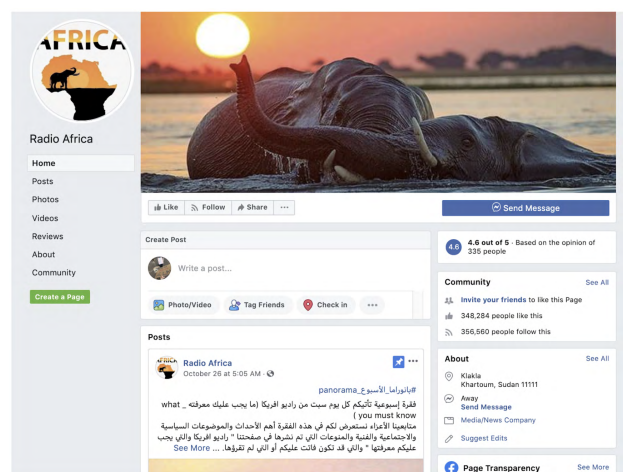 AFRICA
Radio Africa
Home
Posts
Photos
Videos
Reviews
About
Community
Create a Page
Like
Follow
Share
Send Message
Create Post
Write a post...
Photo/Video
Tag Friends
Check in
Posts
AFRICA
Radio Africa
October 26 at 5:05 AM ·
#بانوراما_الأسبوع_panorama
فقرة إسبوعية تأتيكم كل يوم سبت من راديو افريكا (ما يجب عليك معرفته _ what
you must know )
متابعينا الأعزاء نستعرض لكم في هذه الفقرة أهم الأحداث والموضوعات السياسية
والاجتماعية والفنية والمنوعات التي تم نشرها في صفحتنا " راديو افريكا والتي يجب
عليكم معرفتها " والتي قد تكون فاتت عليكم أو التي لم تقرؤها. ... See More
4.6
4.6 out of 5 · Based on the opinion of
335 people
Community
See All
Invite your friends to like this Page
348,284 people like this
356,560 people follow this
About
See All
Klakla
Khartoum, Sudan 11111
Away
Send Message
Media/News Company
Suggest Edits
Page Transparency
See More